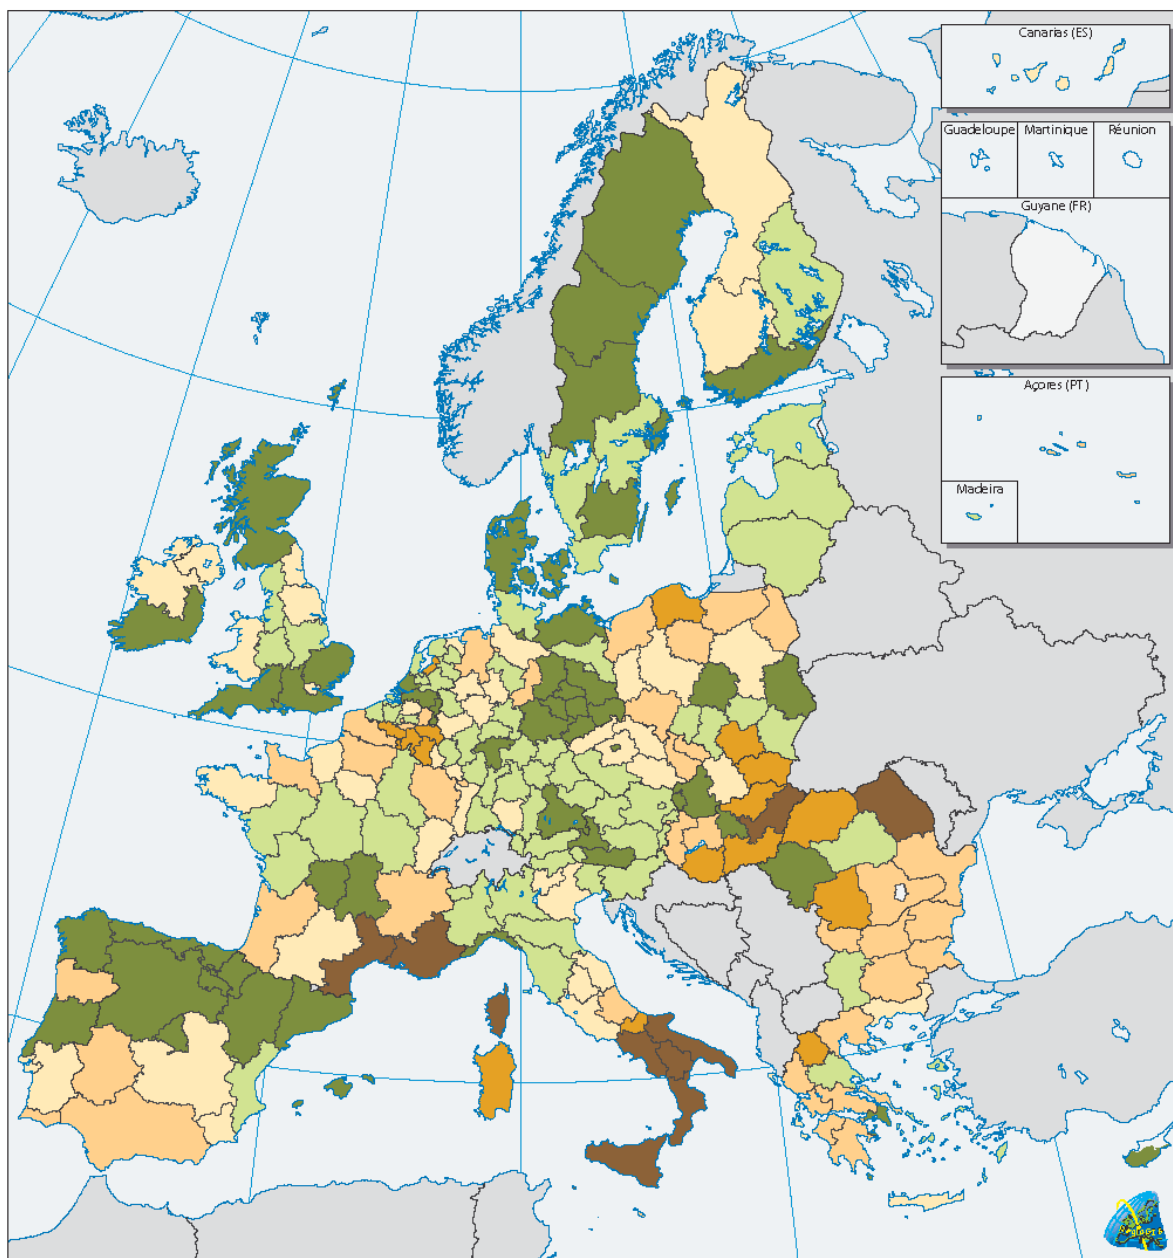 Canarias (ES)
Guadeloupe
Martinique
Réunion
Guyane (FR)
Açores (PT)
Madeira